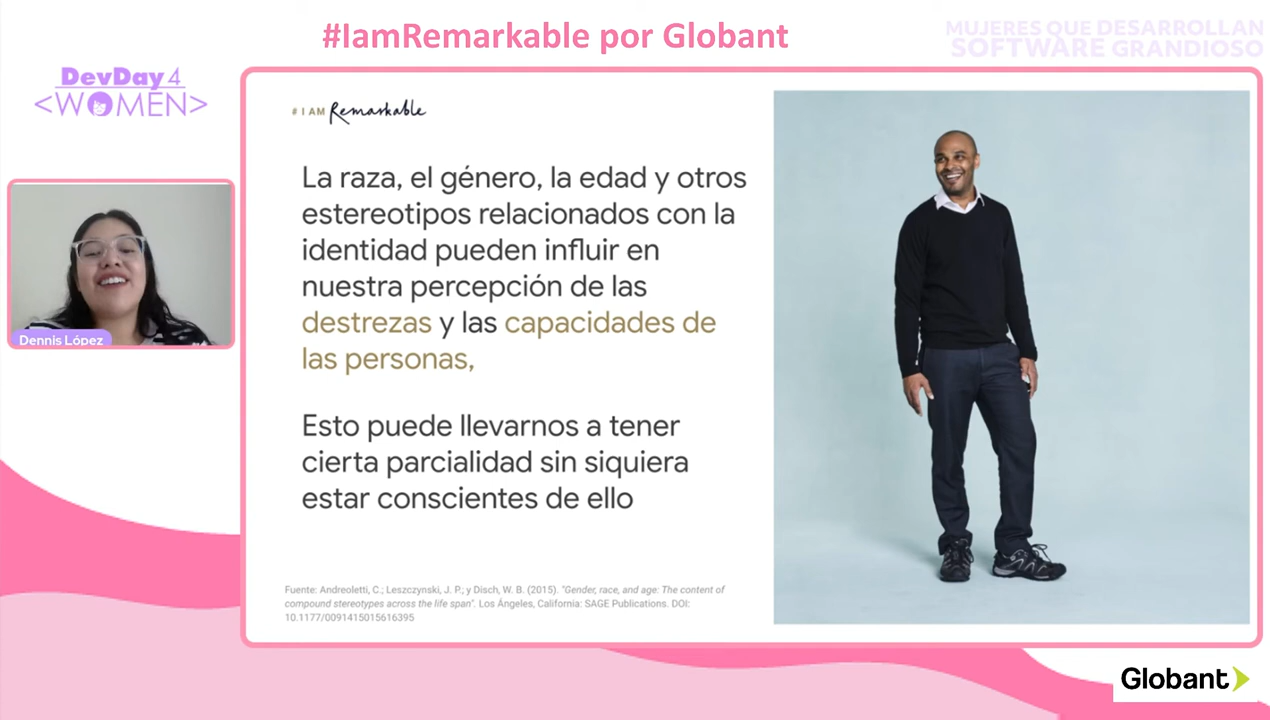 #IamRemarkable por Globant
MUJERES QUE DESARROLLAN
SOFTWARE GRANDIOSO
DevDay4
<WOMEN>
Dennis López
#IAM Remarkable
La raza, el género, la edad y otros
estereotipos relacionados con la
identidad pueden influir en
nuestra percepción de las
destrezas y las capacidades de
las personas,
Esto puede llevarnos a tener
cierta parcialidad sin siquiera
estar conscientes de ello
Fuente: Andreoletti, C.; Leszczynski, J. P.; y Disch, W. B. (2015). "Gender, race, and age: The content of
compound stereotypes across the life span". Los Ángeles, California: SAGE Publications. DOI:
10.1177/0091415015616395
Globant